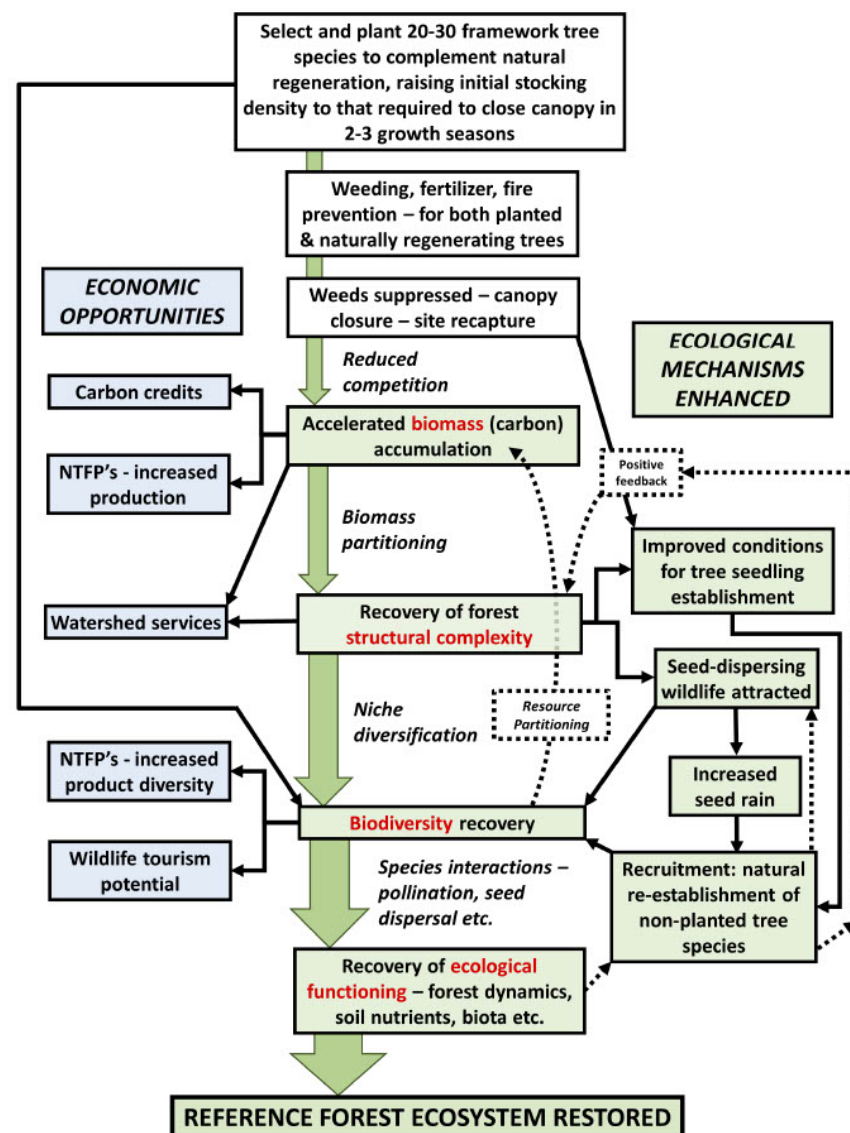 Select and plant 20-30 framework tree
species to complement natural
regeneration, raising initial stocking
density to that required to close canopy in
2-3 growth seasons
Weeding, fertilizer, fire
prevention – for both planted
& naturally regenerating trees
ECONOMIC
OPPORTUNITIES
Weeds suppressed – canopy
closure – site recapture
ECOLOGICAL
MECHANISMS
ENHANCED
Reduced
competition
Carbon credits
Accelerated biomass (carbon)
accumulation
NTFP's - increased
production
Positive
feedback
Biomass
partitioning
Improved conditions
for tree seedling
establishment
Watershed services
Recovery of forest
structural complexity
Seed-dispersing
wildlife attracted
Niche
diversification
Resource
Partitioning
NTFP's - increased
product diversity
Increased
seed rain
Biodiversity recovery
Wildlife tourism
potential
Species interactions –
pollination, seed
dispersal etc.
Recruitment: natural
re-establishment of
non-planted tree
species
Recovery of ecological
functioning – forest dynamics,
soil nutrients, biota etc.
REFERENCE FOREST ECOSYSTEM RESTORED